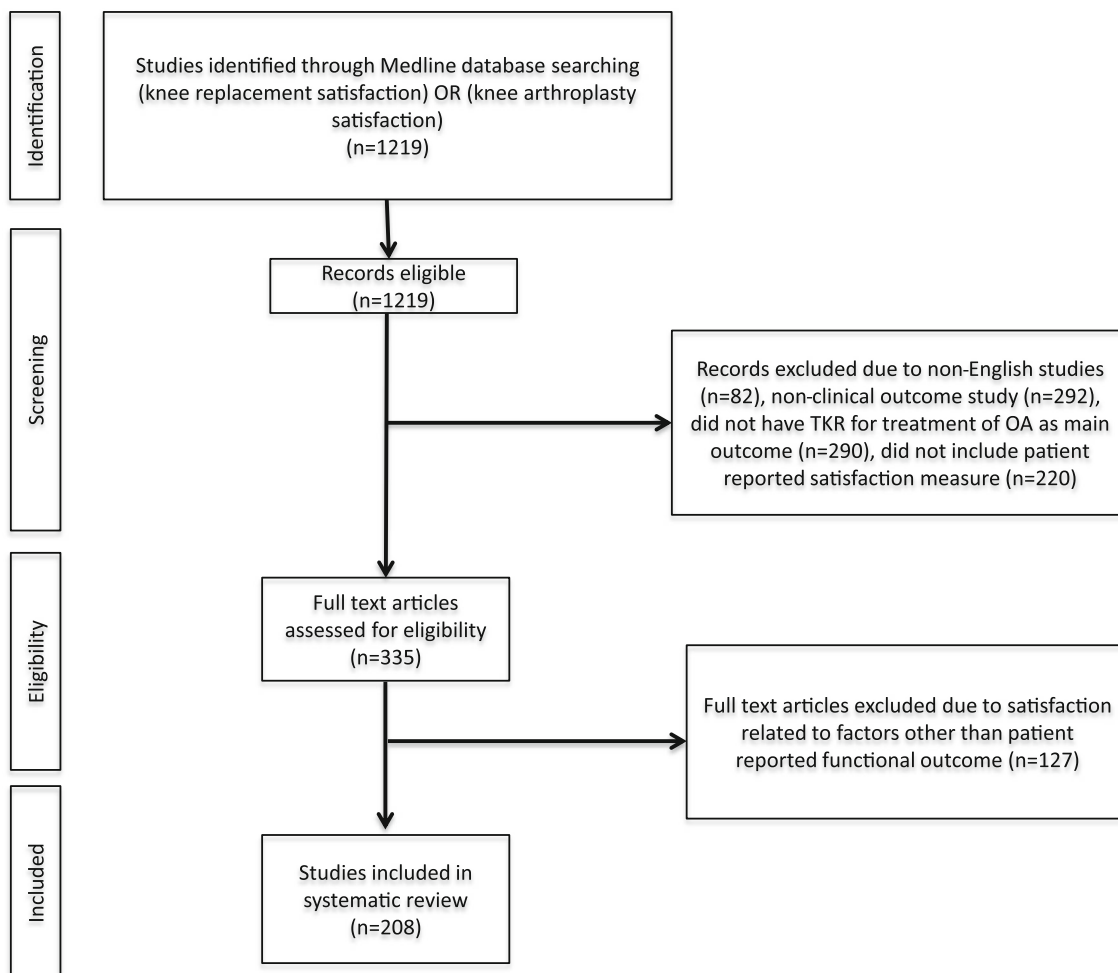 Identification
Studies identified through Medline database searching
(knee replacement satisfaction) OR (knee arthroplasty
satisfaction)
(n=1219)
Screening
Records eligible
(n=1219)
Records excluded due to non-English studies
(n=82), non-clinical outcome study (n=292),
did not have TKR for treatment of OA as main
outcome (n=290), did not include patient
reported satisfaction measure (n=220)
Eligibility
Full text articles
assessed for eligibility
(n=335)
Full text articles excluded due to satisfaction
related to factors other than patient
reported functional outcome (n=127)
Included
Studies included in
systematic review
(n=208)